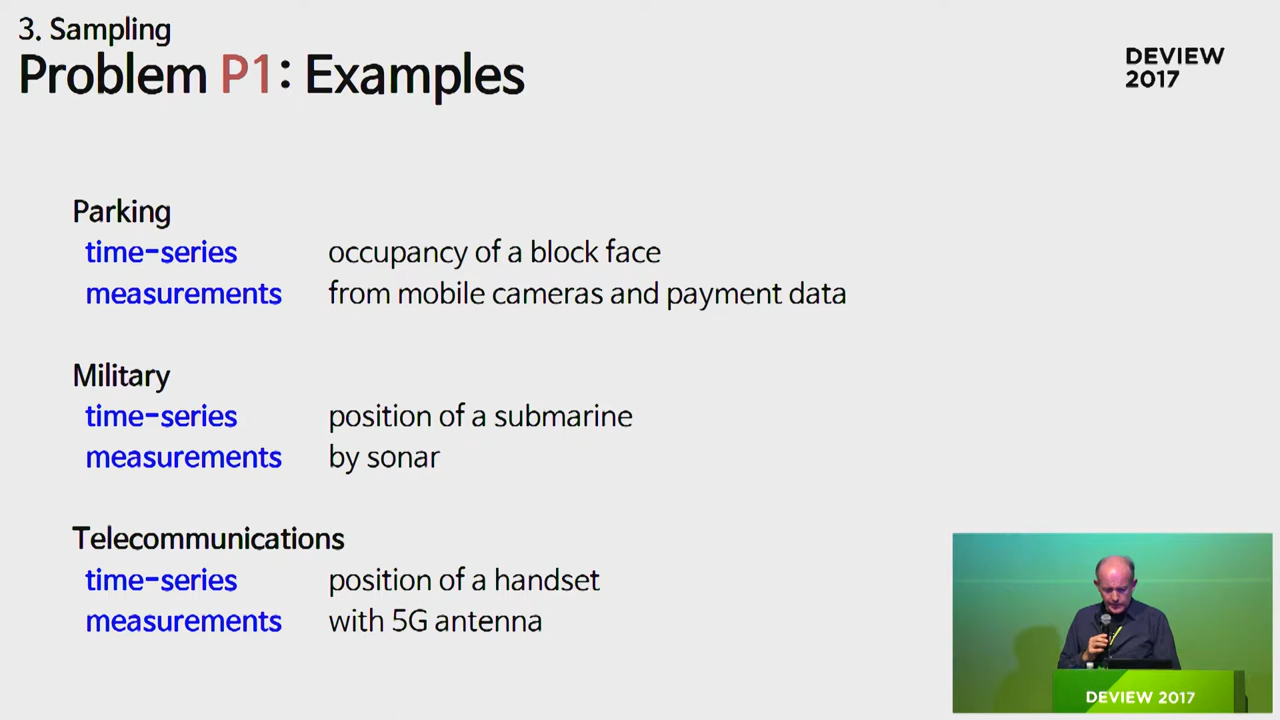 3. Sampling
Problem P1: Examples
DEVIEW
2017
Parking
time-series occupancy of a block face
measurements from mobile cameras and payment data
Military
time-series position of a submarine
measurements by sonar
Telecommunications
time-series position of a handset
measurements with 5G antenna
DEVIEW 2017